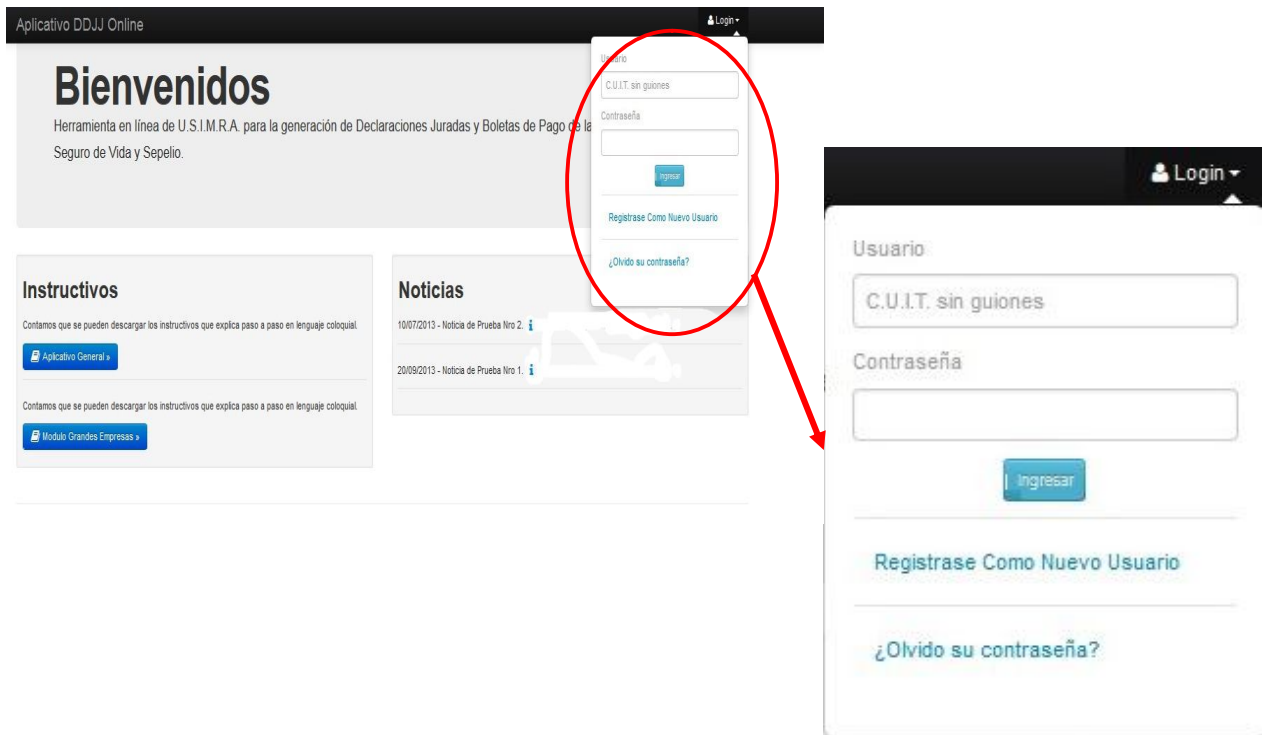 Aplicativo DDJJ Online
Login
Bienvenidos
Herramienta en línea de U.S.I.M.R.A. para la generación de Declaraciones Juradas y Boletas de Pago de la
Seguro de Vida y Sepelio.
Usuario
C.U.I.T. sin guiones
Contraseña
Ingresar
Registrase Como Nuevo Usuario
¿Olvido su contraseña?
Instructivos
Contamos que se pueden descargar los instructivos que explica paso a paso en lenguaje coloquial.
Aplicativo General »
Contamos que se pueden descargar los instructivos que explica paso a paso en lenguaje coloquial.
Modulo Grandes Empresas »
Noticias
10/07/2013 - Noticia de Prueba Nro 2. i
20/09/2013 - Noticia de Prueba Nro 1. i
Login
Usuario
C.U.I.T. sin guiones
Contraseña
Ingresar
Registrase Como Nuevo Usuario
¿Olvido su contraseña?